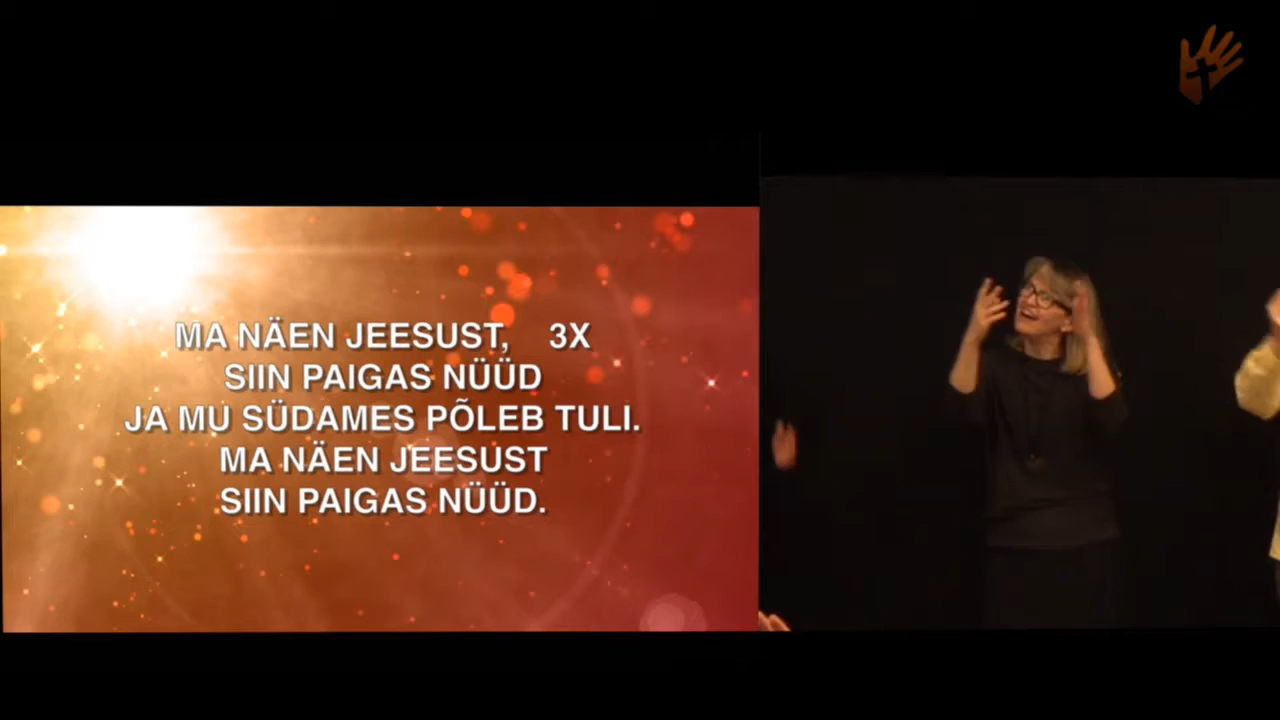 MA NÄEN JEESUST, 3X
SIIN PAIGAS NÜÜD
JA MU SÜDAMES PÕLEB TULI.
MA NÄEN JEESUST
SIIN PAIGAS NÜÜD.